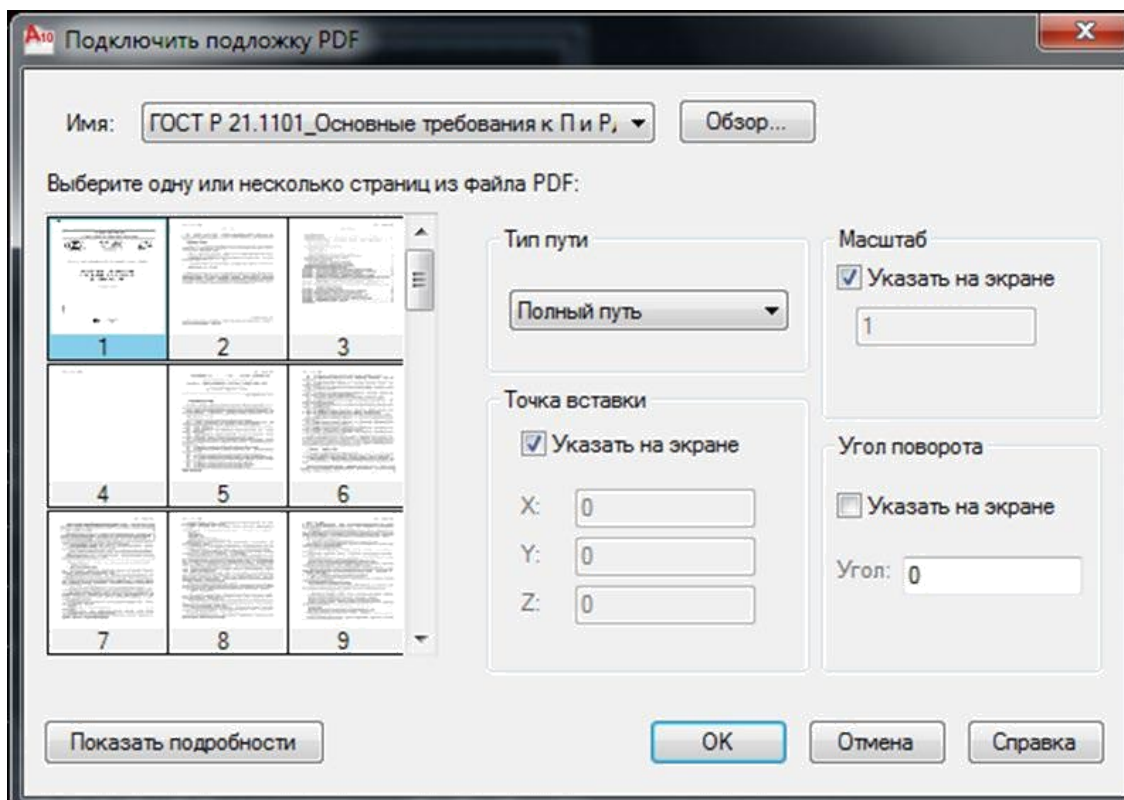 A10 Подключить подложку PDF
Имя: ГОСТ Р 21.1101_Основные требования к П и Р, Обзор...
Выберите одну или несколько страниц из файла PDF:
1 2 3
4 5 6
7 8 9
Тип пути
Полный путь
Точка вставки
Указать на экране
X: 0
Y: 0
Z: 0
Масштаб
Указать на экране
1
Угол поворота
Указать на экране
Угол: 0
Показать подробности OK Отмена Справка